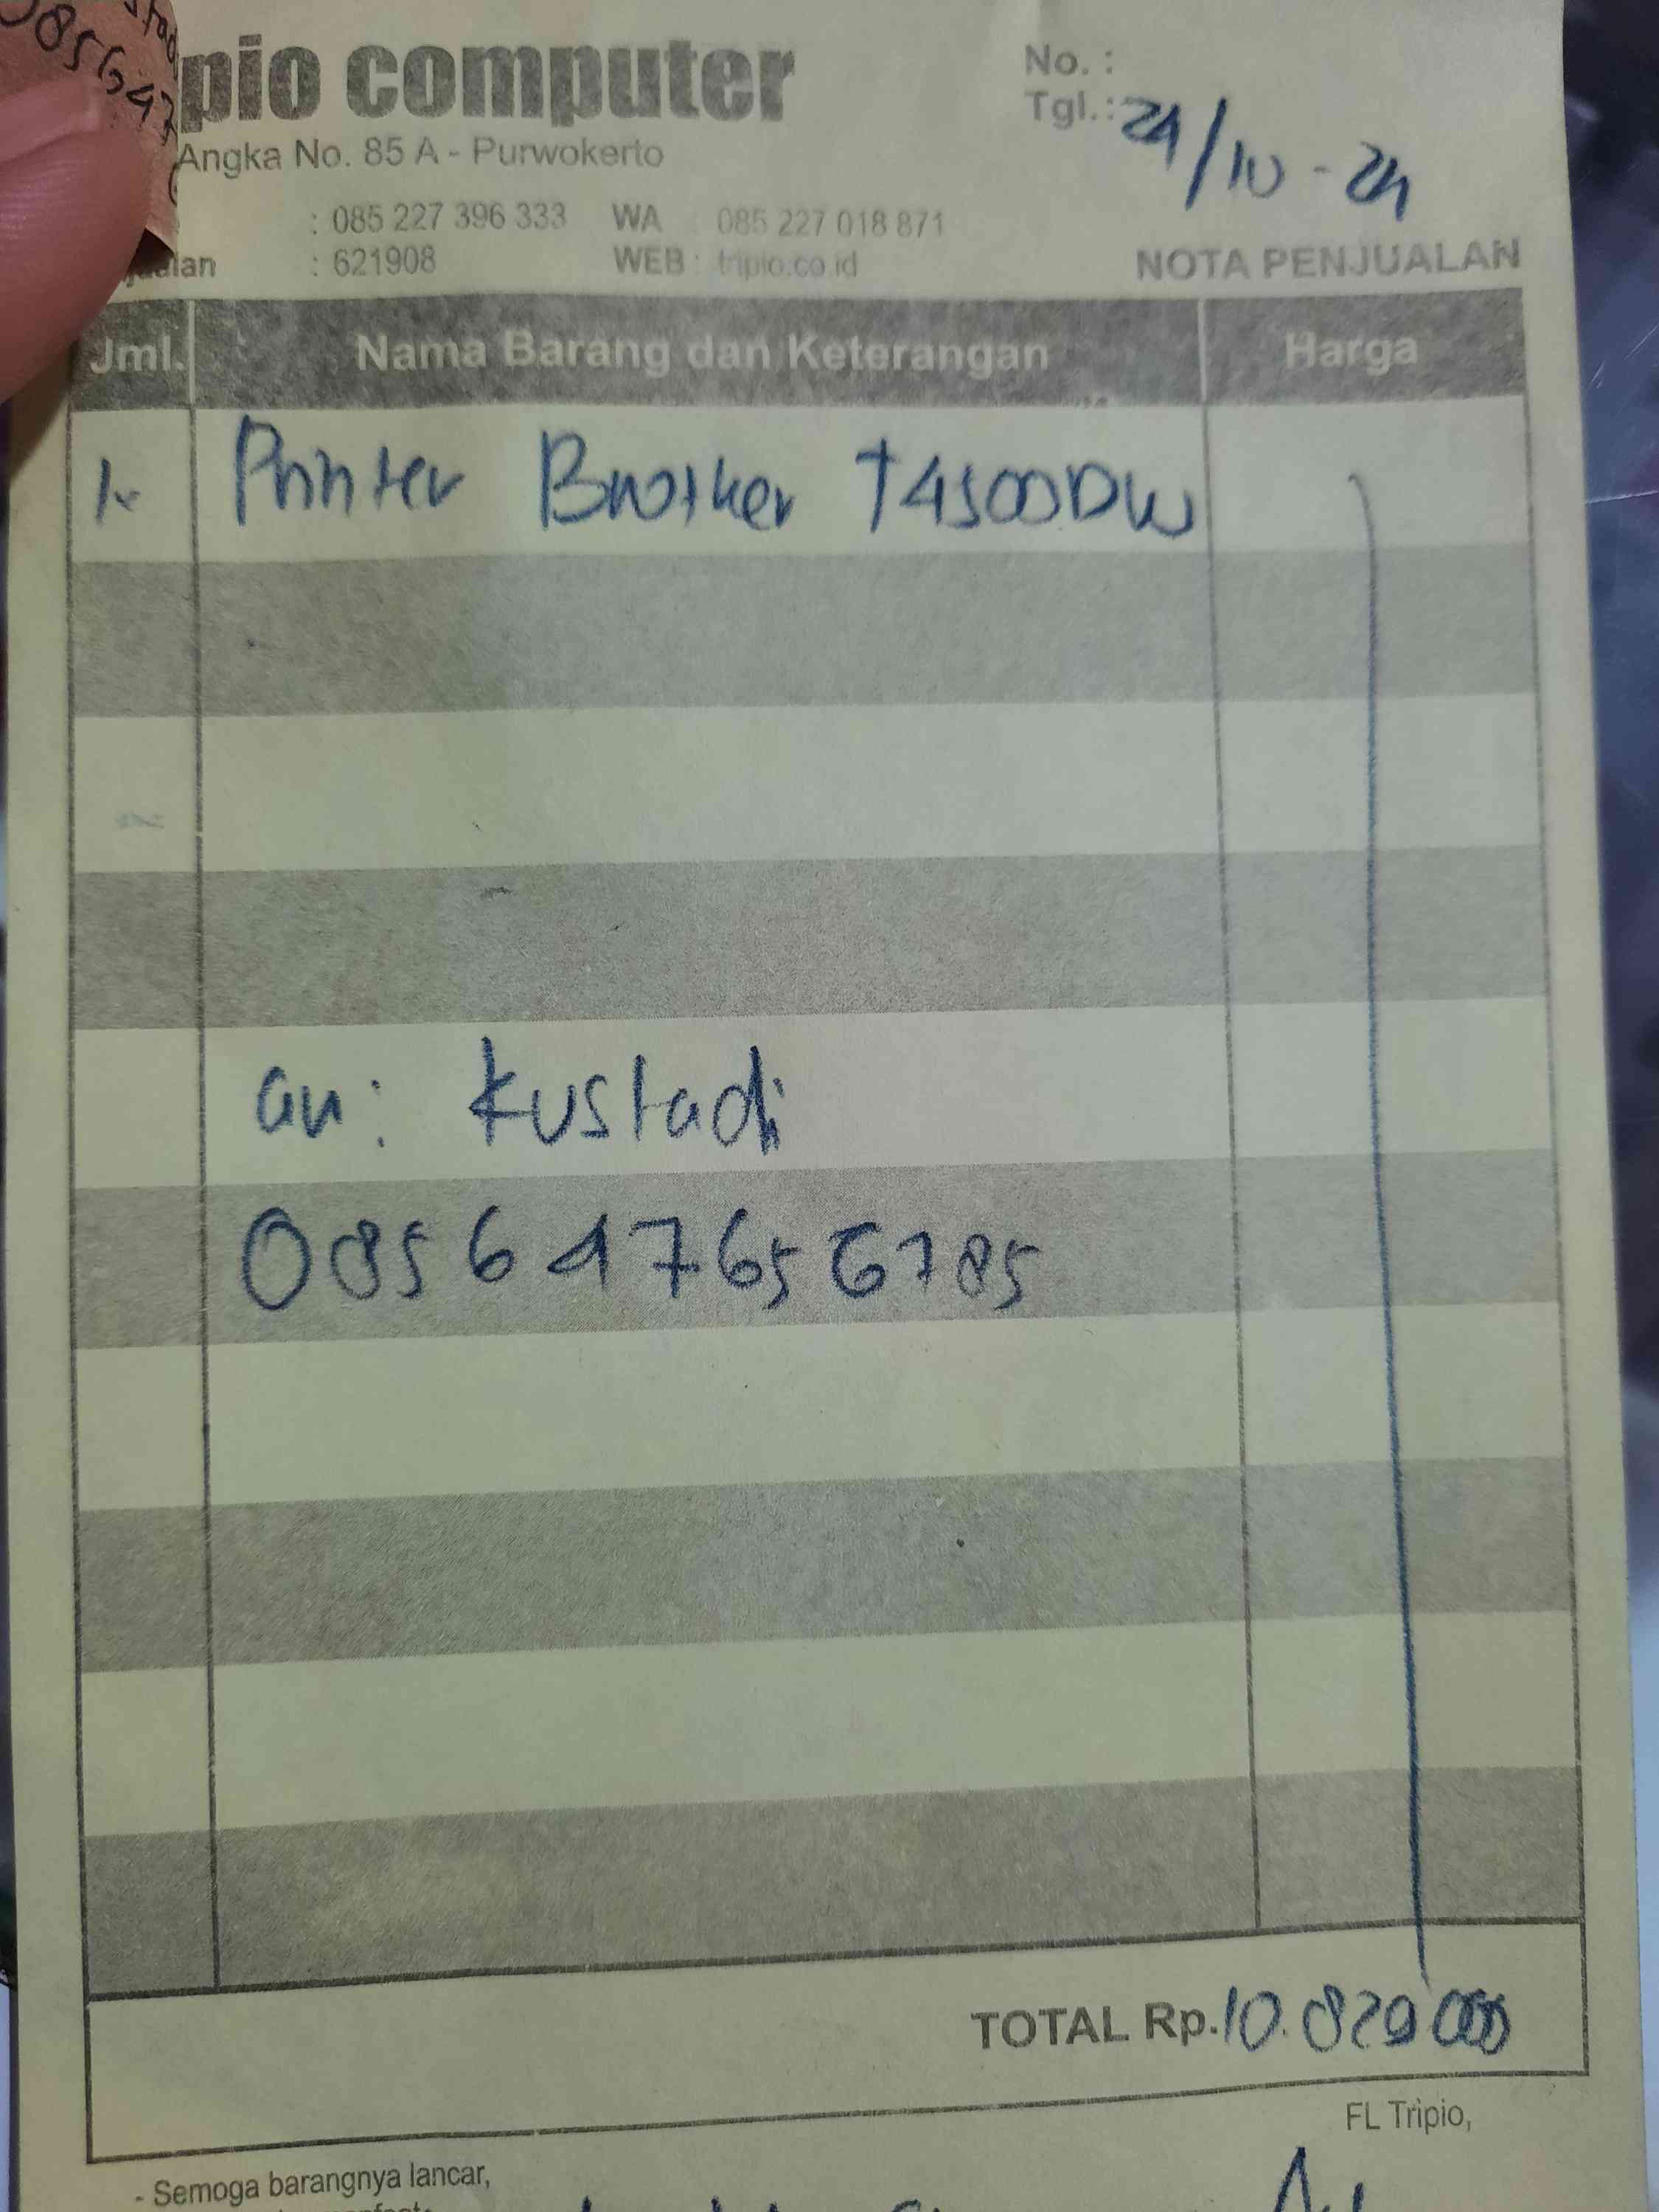 085647
pio computer
Angka No. 85 A - Purwokerto
No. :
Tgl.: 24/10 - 24
: 085 227 396 333 WA 085 227 018 871
: 621908 WEB : tripio.co.id
NOTA PENJUALAN
Jml. Nama Barang dan Keterangan Harga
1 Printer Brother T4500DW
an: Kustadi
085647656785
TOTAL Rp. 10.829.000
FL Tripio,
- Semoga barangnya lancar,